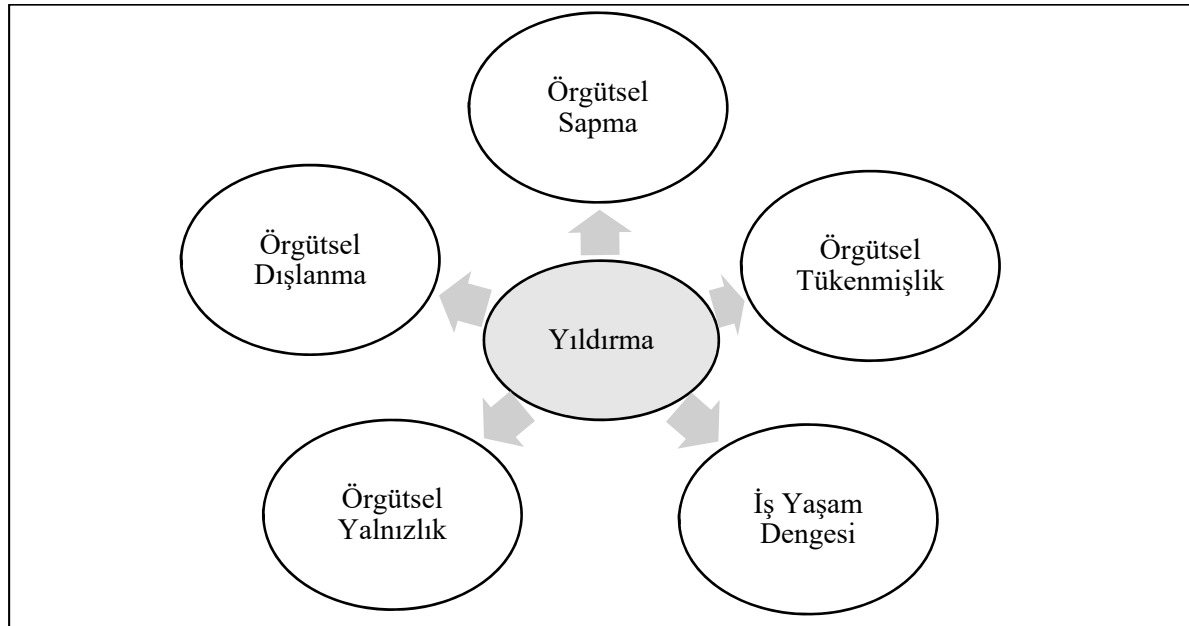 Örgütsel
Sapma
Örgütsel
Dışlanma
Örgütsel
Tükenmişlik
Yıldırma
Örgütsel
Yalnızlık
İş Yaşam
Dengesi